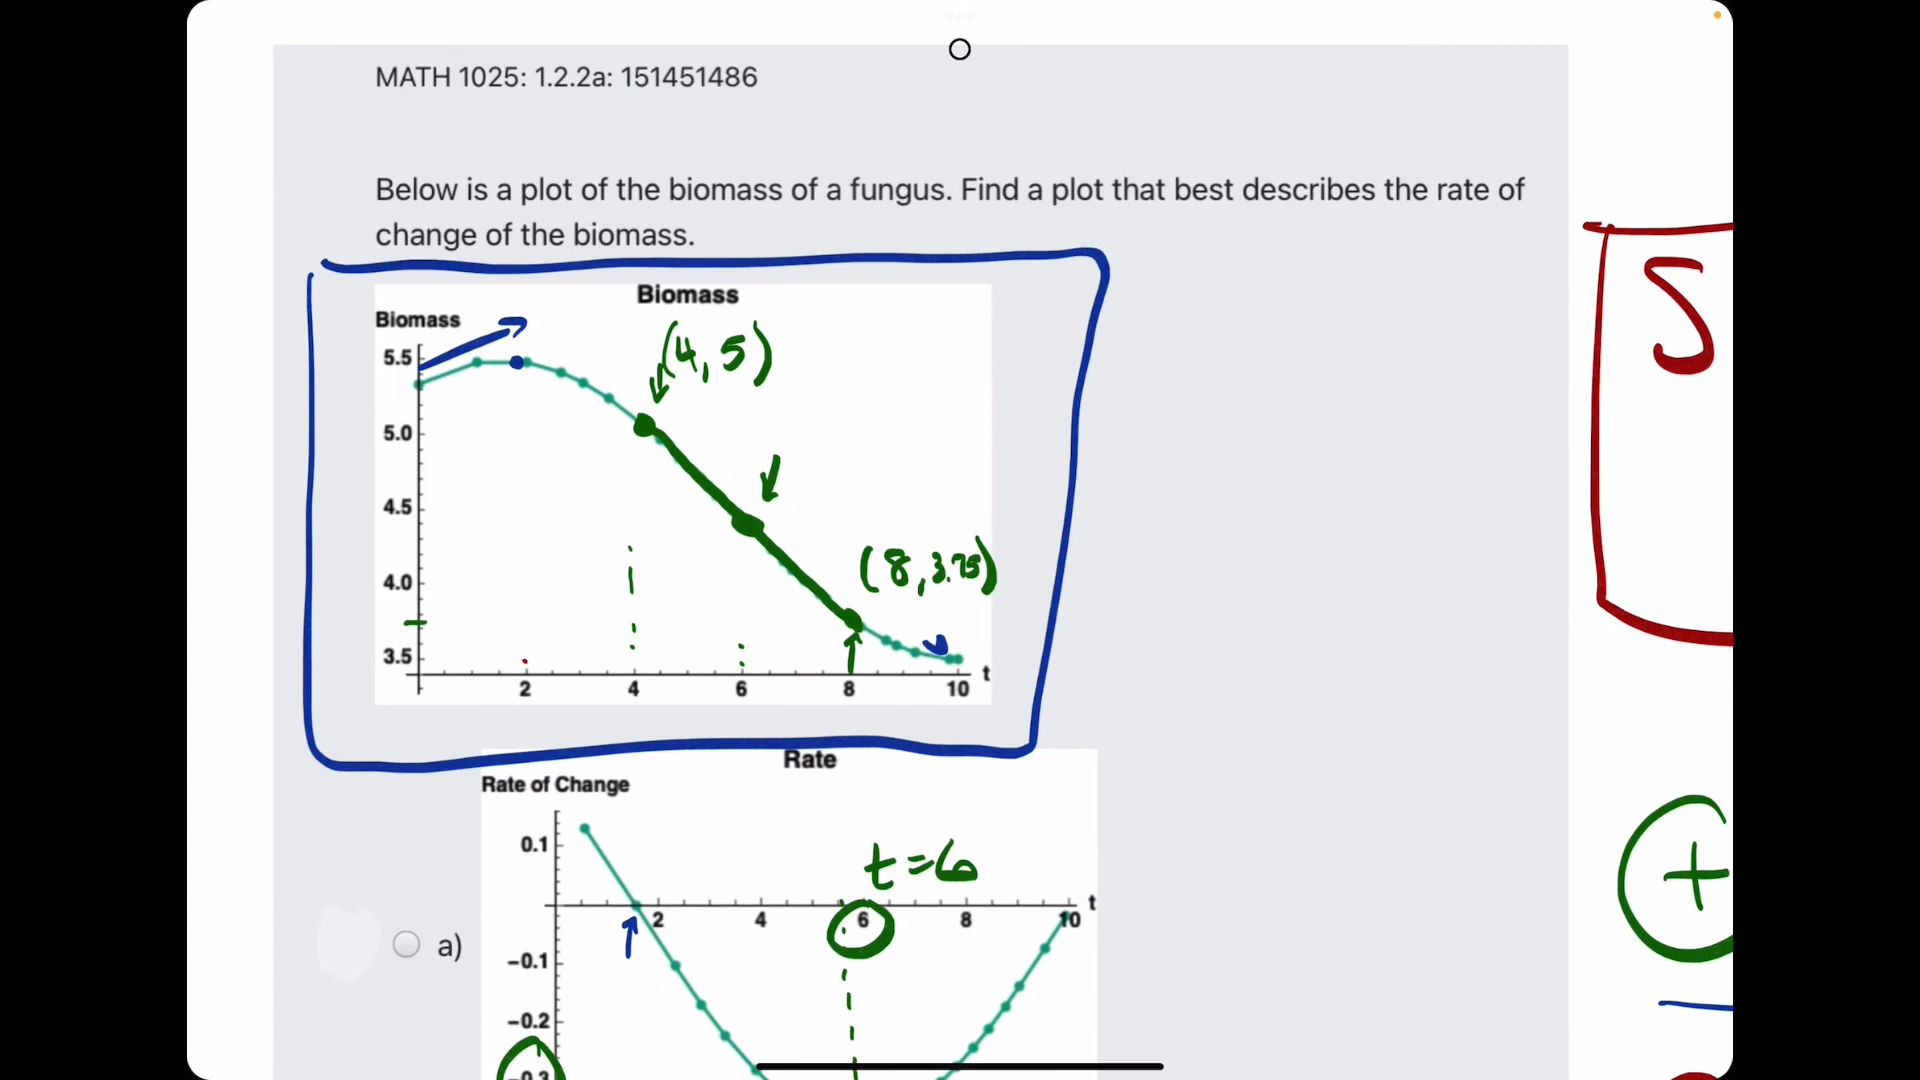 MATH 1025: 1.2.2a: 151451486
Below is a plot of the biomass of a fungus. Find a plot that best describes the rate of
change of the biomass.
Biomass
Biomass
5.5
5.0
4.5
4.0
3.5
2 4 6 8 10 t
(4, 5)
(8, 3.75)
S
Rate
Rate of Change
0.1
-0.1
-0.2
-0.3
2 4 6 8 10 t
t=6
a)
+